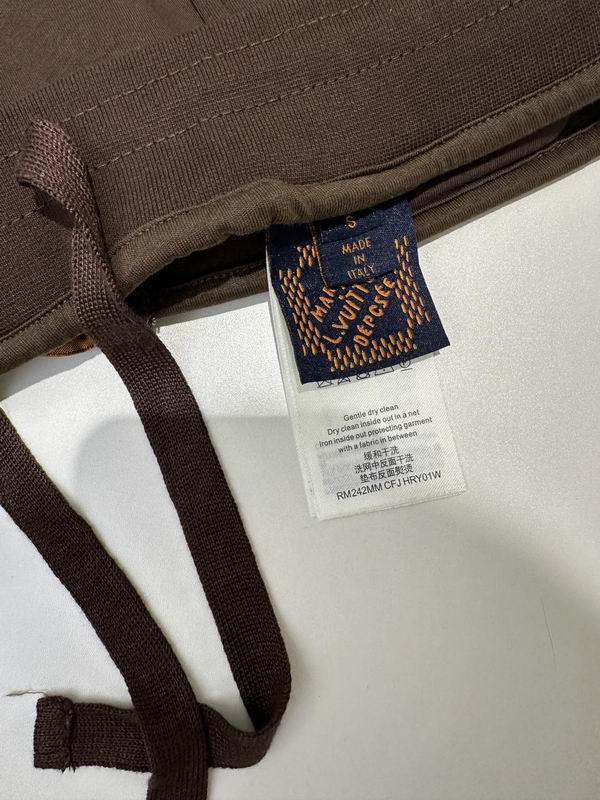 S
MADE
IN
ITALY
MAR
L.VUITT
DEPOSEE
Gentle dry clean
Dry clean inside out in a net
Iron inside out protecting garment
with a fabric in between
缓和干洗
洗网中反面干洗
垫布反面熨烫
RM242MM CFJ HRY01W